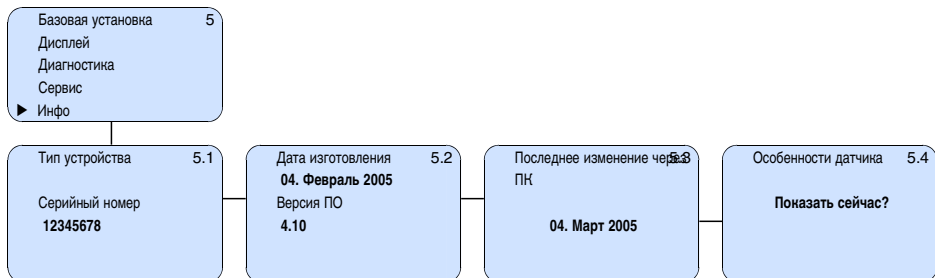 Базовая установка 5
Дисплей
Диагностика
Сервис
▶ Инфо
Тип устройства 5.1
Серийный номер
12345678
Дата изготовления 5.2
04. Февраль 2005
Версия ПО
4.10
Последнее изменение через 5.3
ПК
04. Март 2005
Особенности датчика 5.4
Показать сейчас?